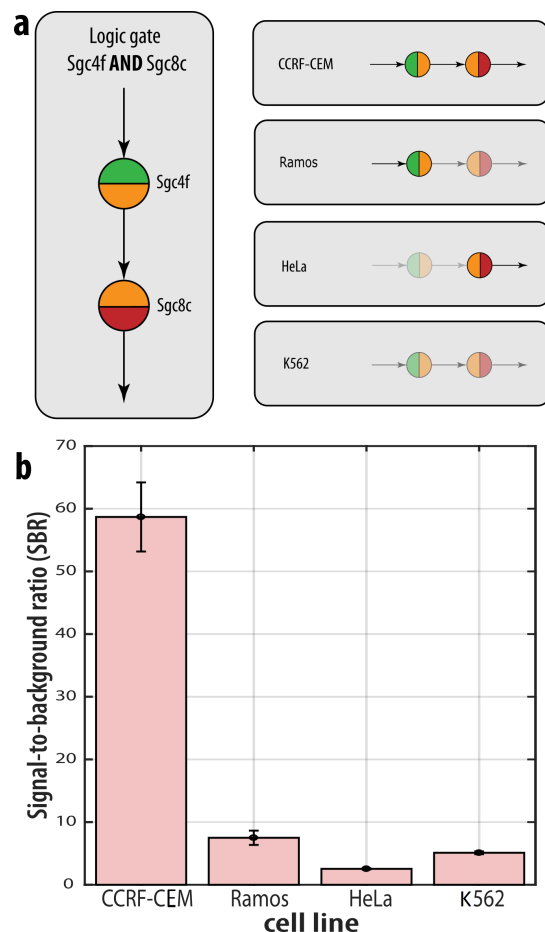 a
Logic gate
Sgc4f AND Sgc8c
Sgc4f
Sgc8c
CCRF-CEM
Ramos
HeLa
K562
b
Signal-to-background ratio (SBR)
70
60
50
40
30
20
10
0
CCRF-CEM Ramos HeLa K562
cell line